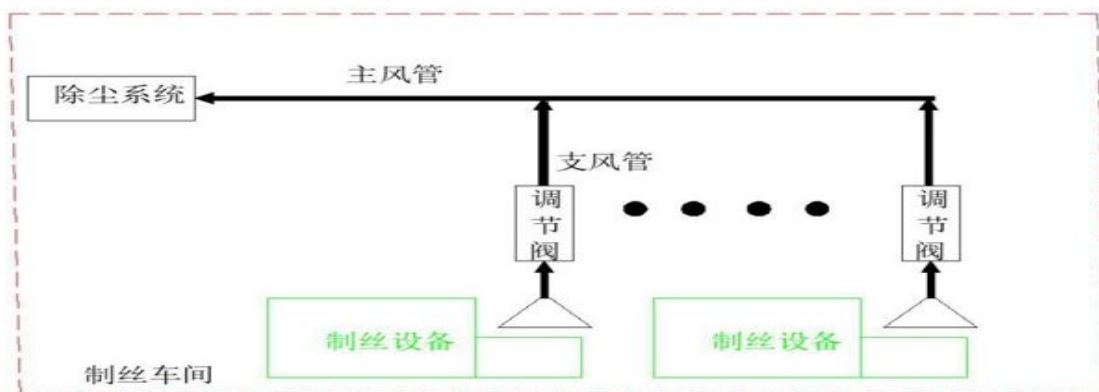 主风管
除尘系统
支风管
调节阀
调节阀
制丝设备
制丝设备
制丝车间